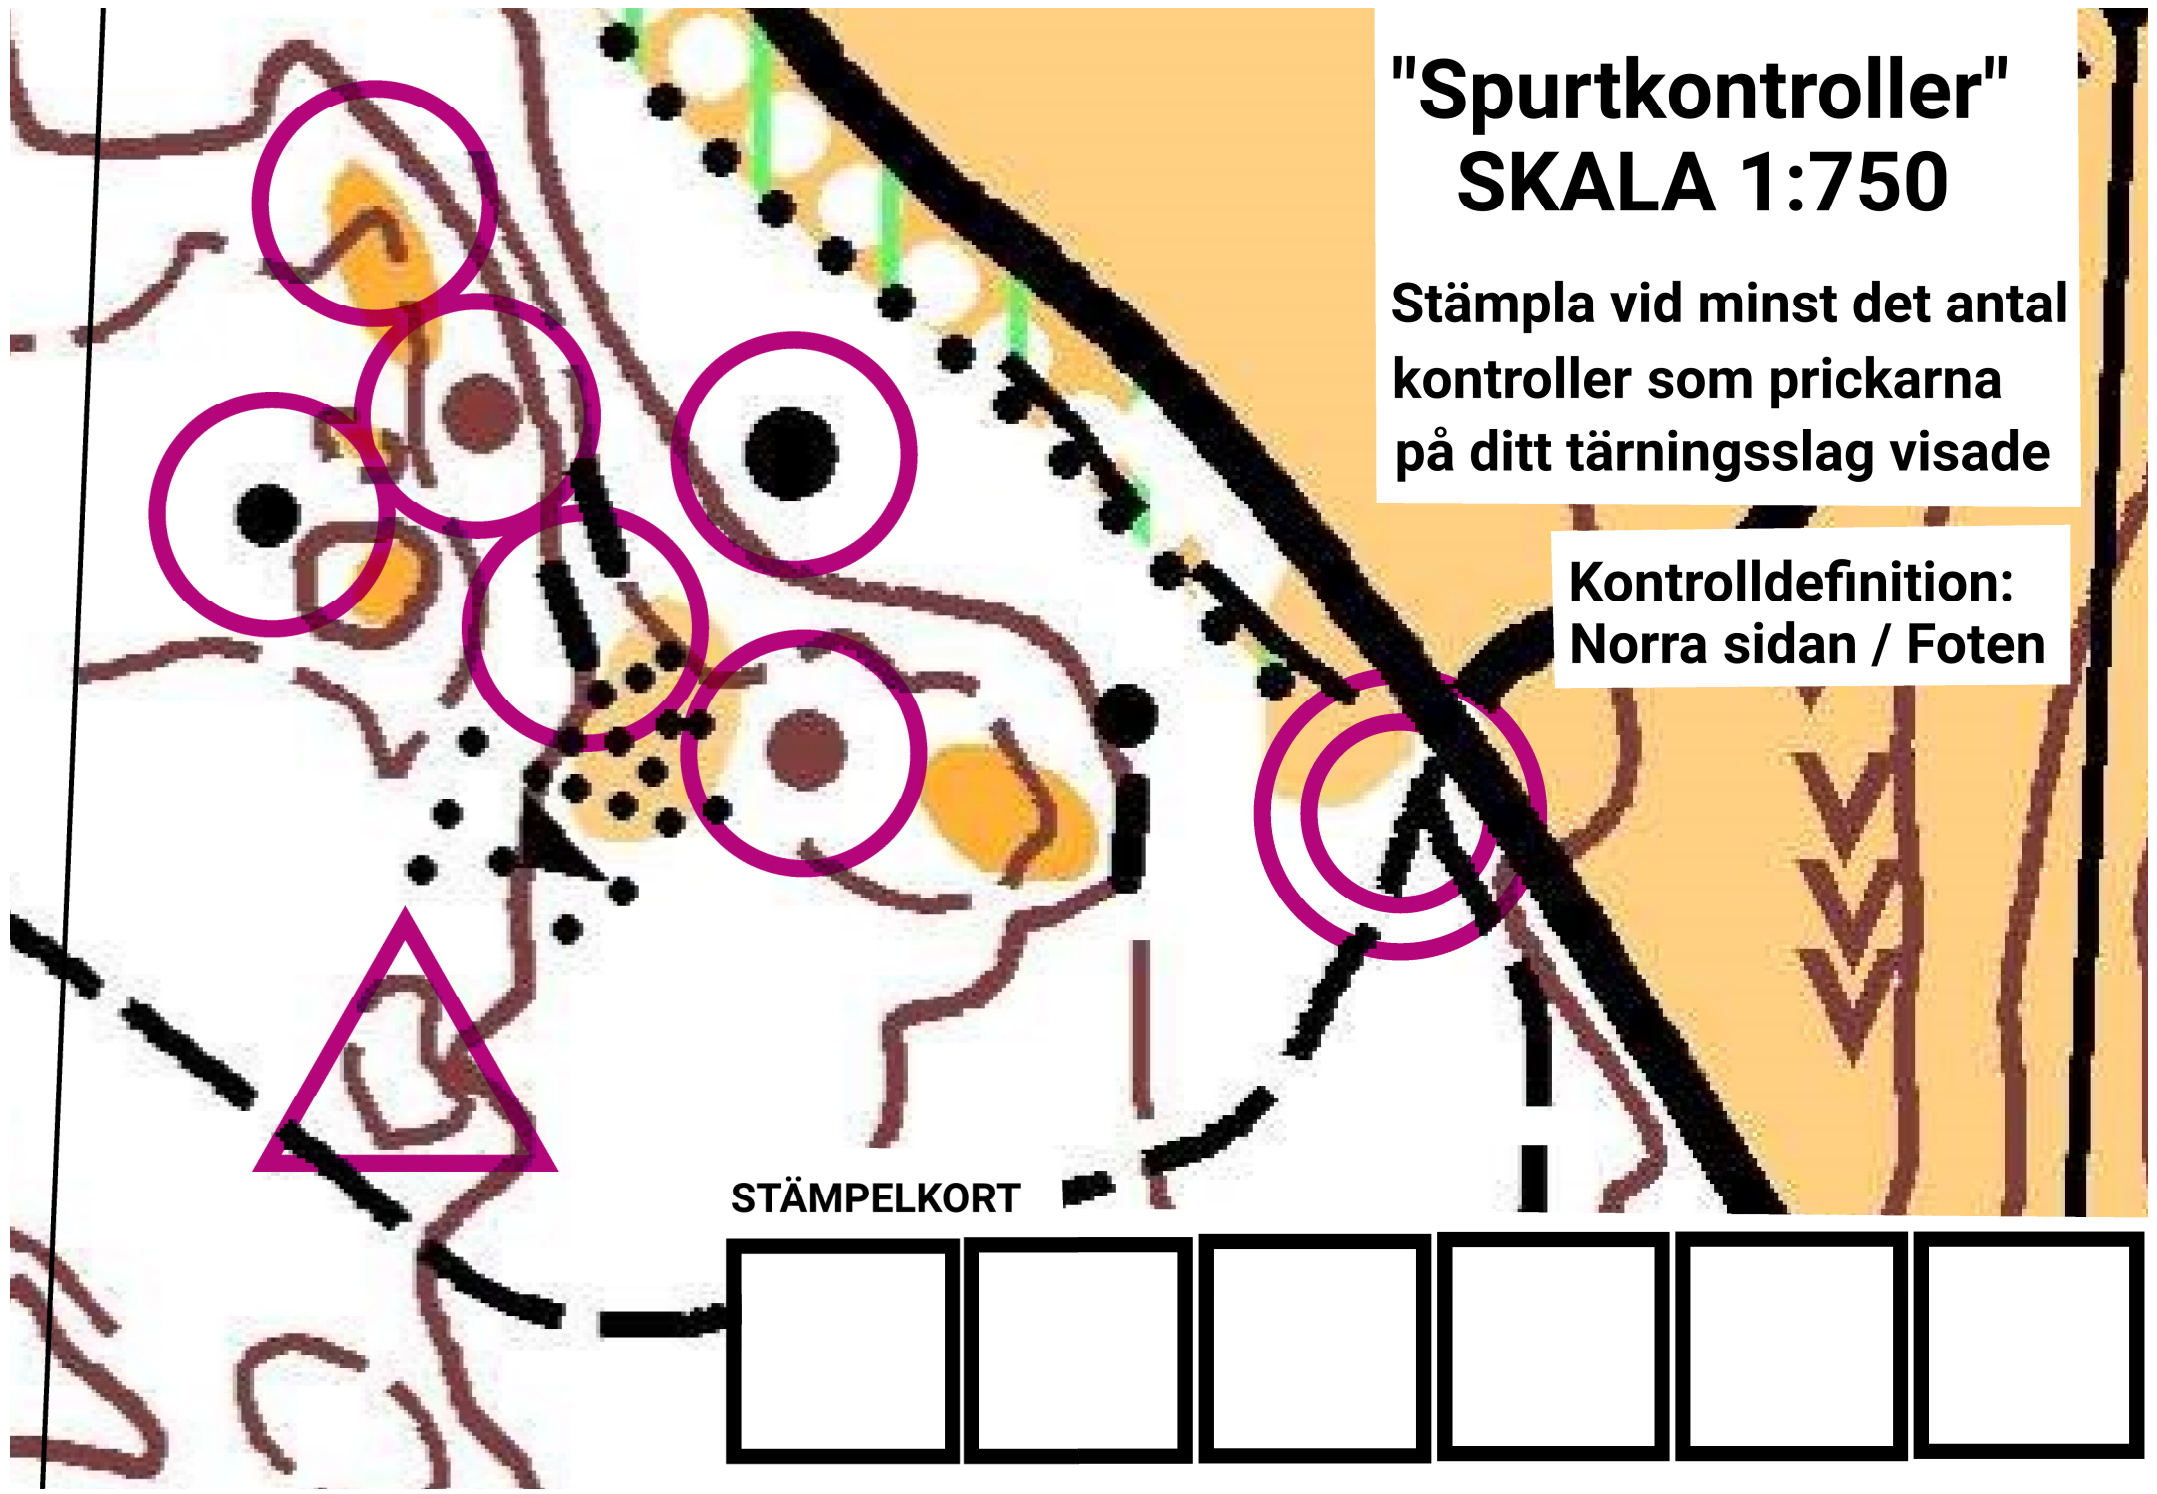 "Spurtkontroller"
SKALA 1:750
Stämpla vid minst det antal
kontroller som prickarna
på ditt tärningsslag visade
Kontrolldefinition:
Norra sidan / Foten
STÄMPELKORT